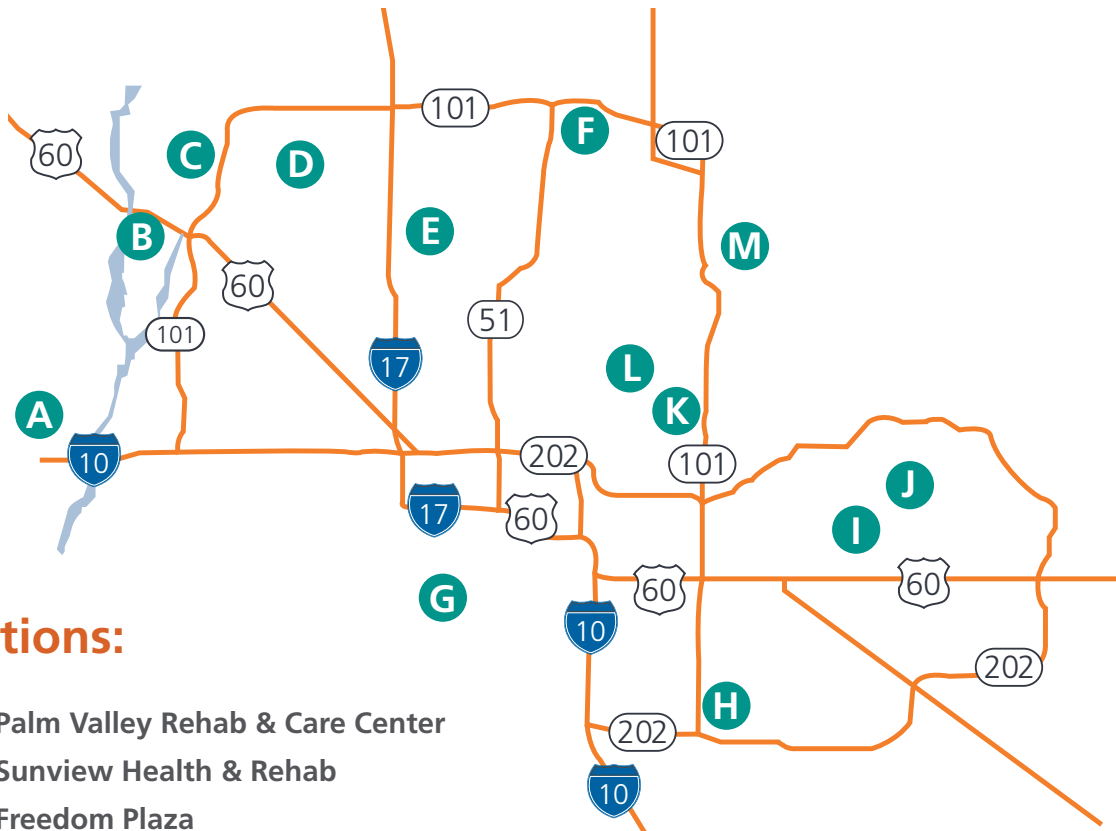 101
F
101
60
C
D
B
E
M
60
51
101
17
L
A
K
10
202
101
J
17
60
I
60
60
G
10
tions:
202
H
Palm Valley Rehab & Care Center
202
Sunview Health & Rehab
10
Freedom Plaza